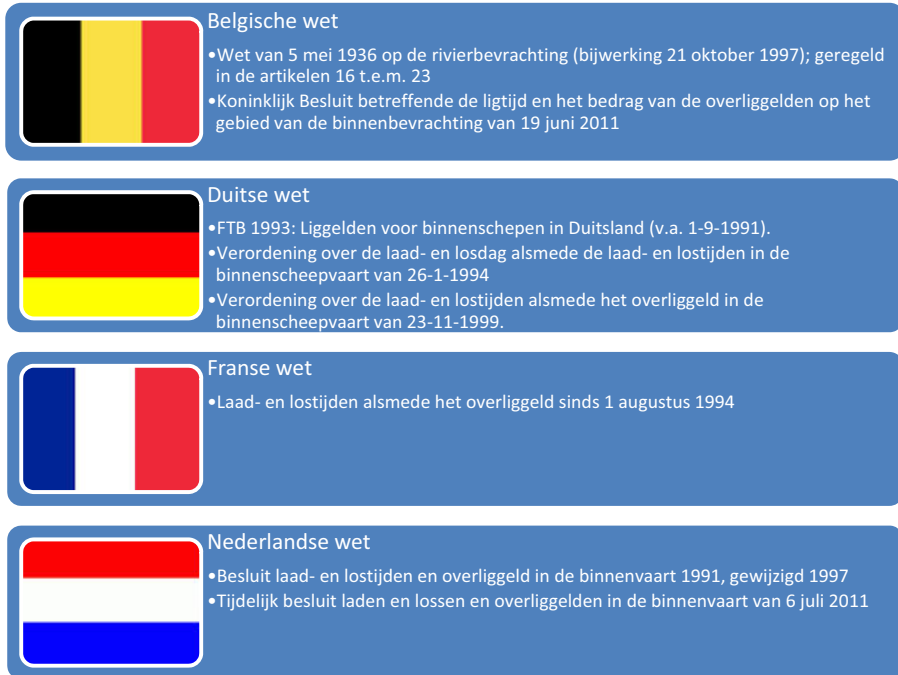 Belgische wet
•Wet van 5 mei 1936 op de rivierbevrachting (bijwerking 21 oktober 1997); geregeld
in de artikelen 16 t.e.m. 23
•Koninklijk Besluit betreffende de ligtijd en het bedrag van de overliggelden op het
gebied van de binnenbevrachting van 19 juni 2011
Duitse wet
•FTB 1993: Liggelden voor binnenschepen in Duitsland (v.a. 1-9-1991).
•Verordening over de laad- en losdag alsmede de laad- en lostijden in de
binnenscheepvaart van 26-1-1994
•Verordening over de laad- en lostijden alsmede het overliggeld in de
binnenscheepvaart van 23-11-1999.
Franse wet
•Laad- en lostijden alsmede het overliggeld sinds 1 augustus 1994
Nederlandse wet
•Besluit laad- en lostijden en overliggeld in de binnenvaart 1991, gewijzigd 1997
•Tijdelijk besluit laden en lossen en overliggelden in de binnenvaart van 6 juli 2011